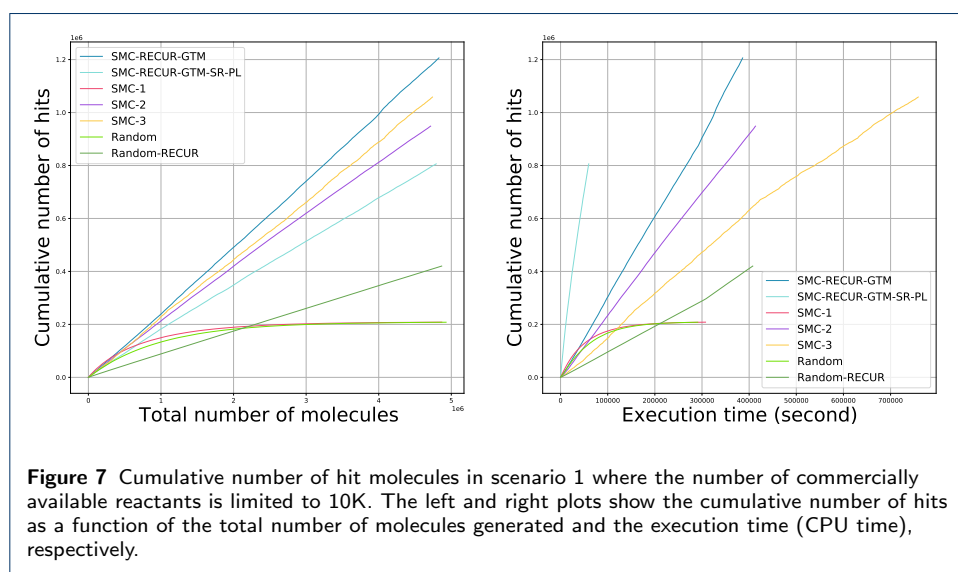 1e6
1.2
1.0
0.8
0.6
0.4
0.2
0.0
Cumulative number of hits
SMC-RECUR-GTM
SMC-RECUR-GTM-SR-PL
SMC-1
SMC-2
SMC-3
Random
Random-RECUR
0 1 2 3 4 5
1e6
Total number of molecules
1e6
1.2
1.0
0.8
0.6
0.4
0.2
0.0
Cumulative number of hits
SMC-RECUR-GTM
SMC-RECUR-GTM-SR-PL
SMC-1
SMC-2
SMC-3
Random
Random-RECUR
0 100000 200000 300000 400000 500000 600000 700000
Execution time (second)
Figure 7 Cumulative number of hit molecules in scenario 1 where the number of commercially
available reactants is limited to 10K. The left and right plots show the cumulative number of hits
as a function of the total number of molecules generated and the execution time (CPU time),
respectively.